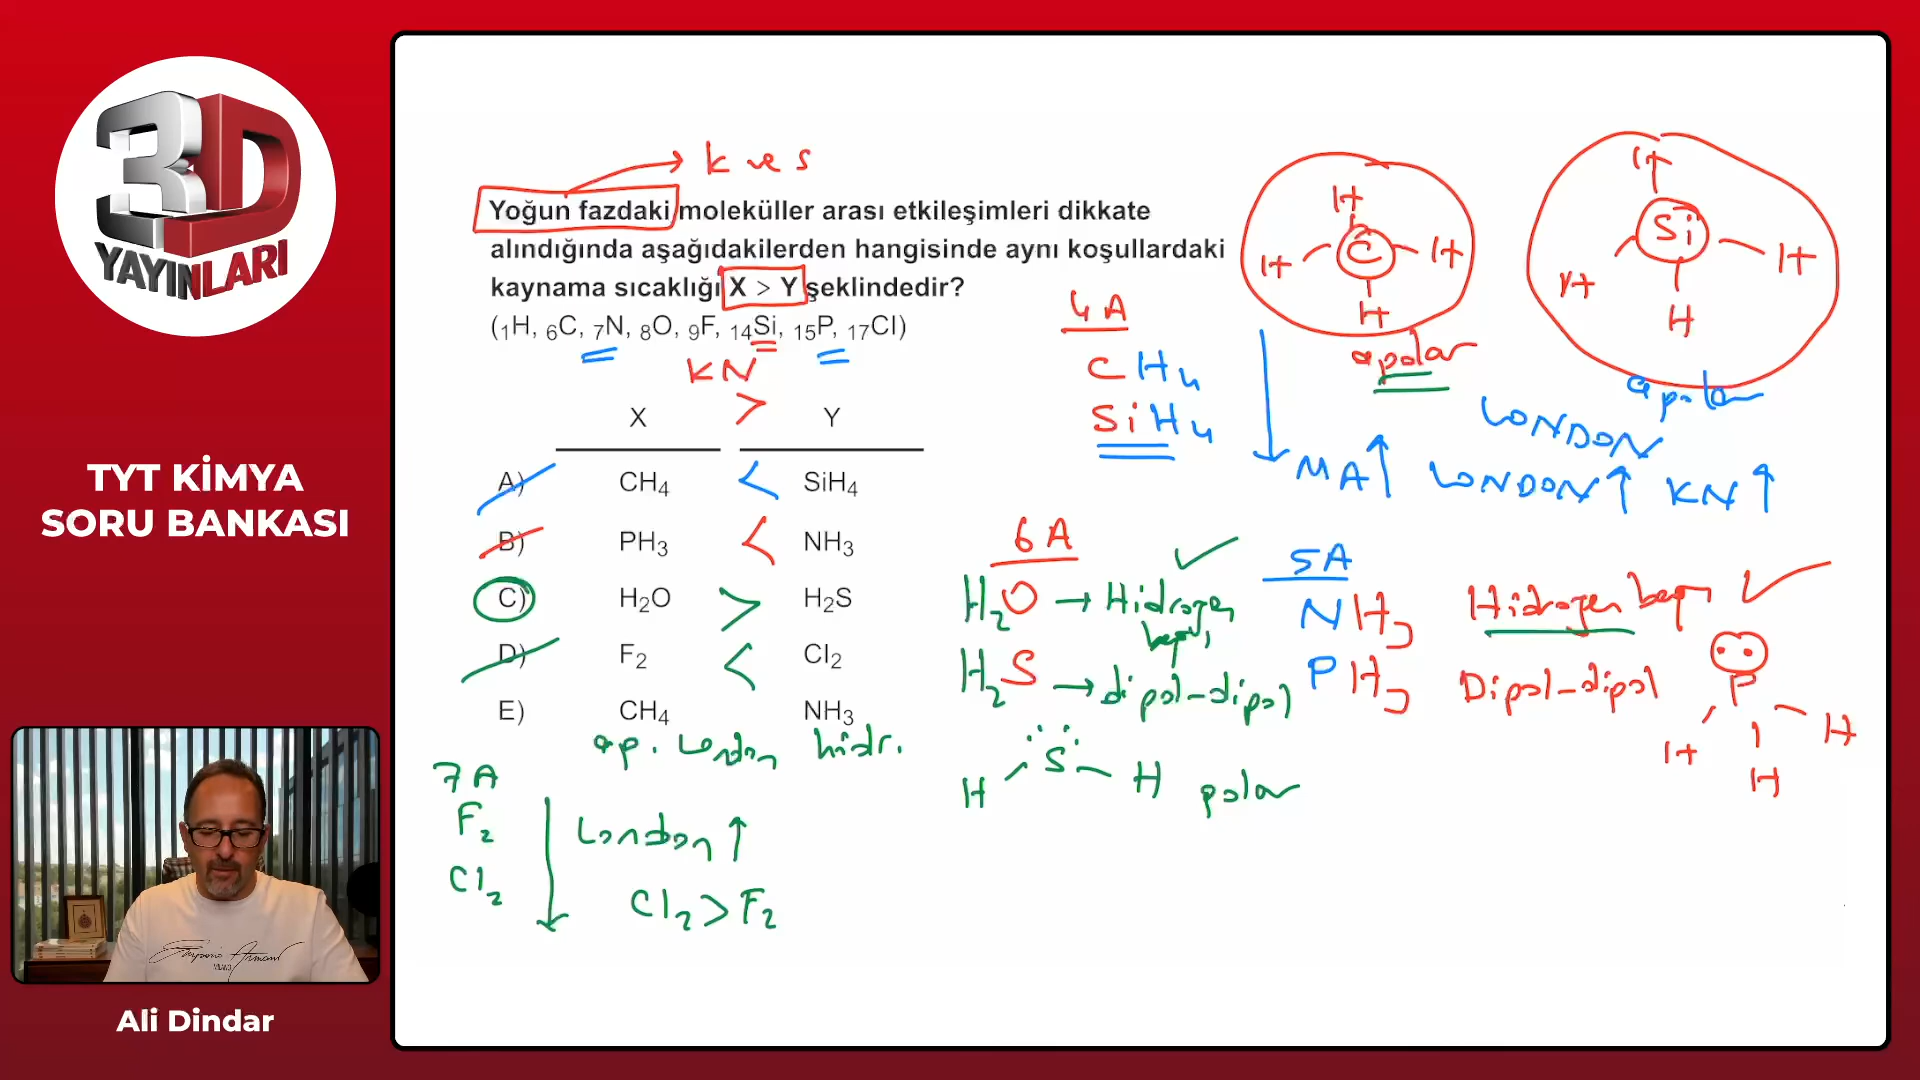 3D
YAYINLARI
TYT KİMYA
SORU BANKASI
Ali Dindar
k ve s
Yoğun fazdaki moleküller arası etkileşimleri dikkate
alındığında aşağıdakilerden hangisinde aynı koşullardaki
kaynama sıcaklığı X > Y şeklindedir?
(₁H, ₆C, ₇N, ₈O, ₉F, ₁₄Si, ₁₅P, ₁₇Cl)
KN
X > Y
A) CH₄ < SiH₄
B) PH₃ < NH₃
C) H₂O > H₂S
D) F₂ < Cl₂
E) CH₄ NH₃
ap. London hidr.
7A
F₂
Cl₂
London ↑
Cl₂ > F₂
4A
CH₄
SiH₄
H
H C H
H
apolar
H
Si
H H
H
apolar
LONDON
MA ↑ LONDON ↑ KN ↑
6A
H₂O → Hidrojen
bağı
H₂S → dipol-dipol
S
H H polar
5A
NH₃ Hidrojen bağı
PH₃ Dipol-dipol
P
H H
H